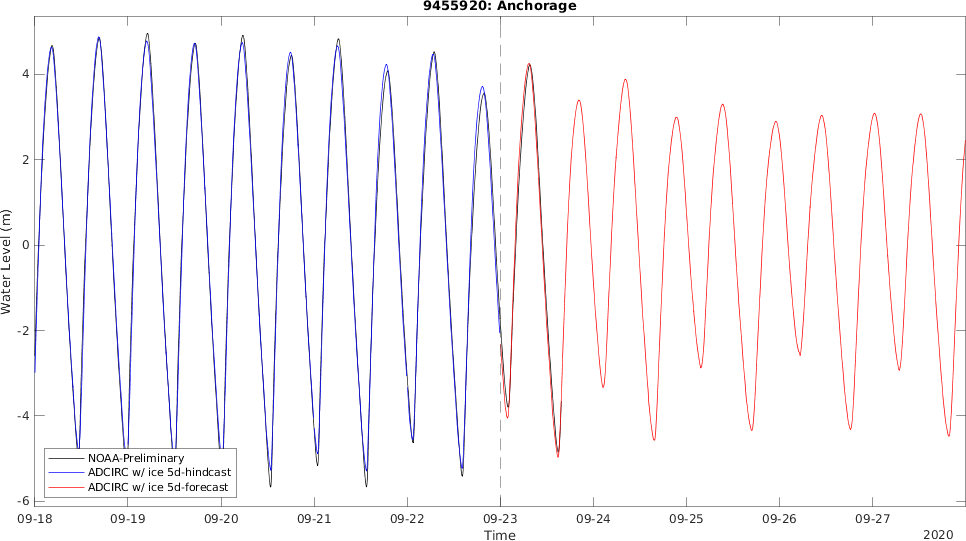 9455920: Anchorage
Water Level (m)
4
2
0
-2
-4
-6
NOAA-Preliminary
ADCIRC w/ ice 5d-hindcast
ADCIRC w/ ice 5d-forecast
09-18 09-19 09-20 09-21 09-22 09-23 09-24 09-25 09-26 09-27
Time
2020